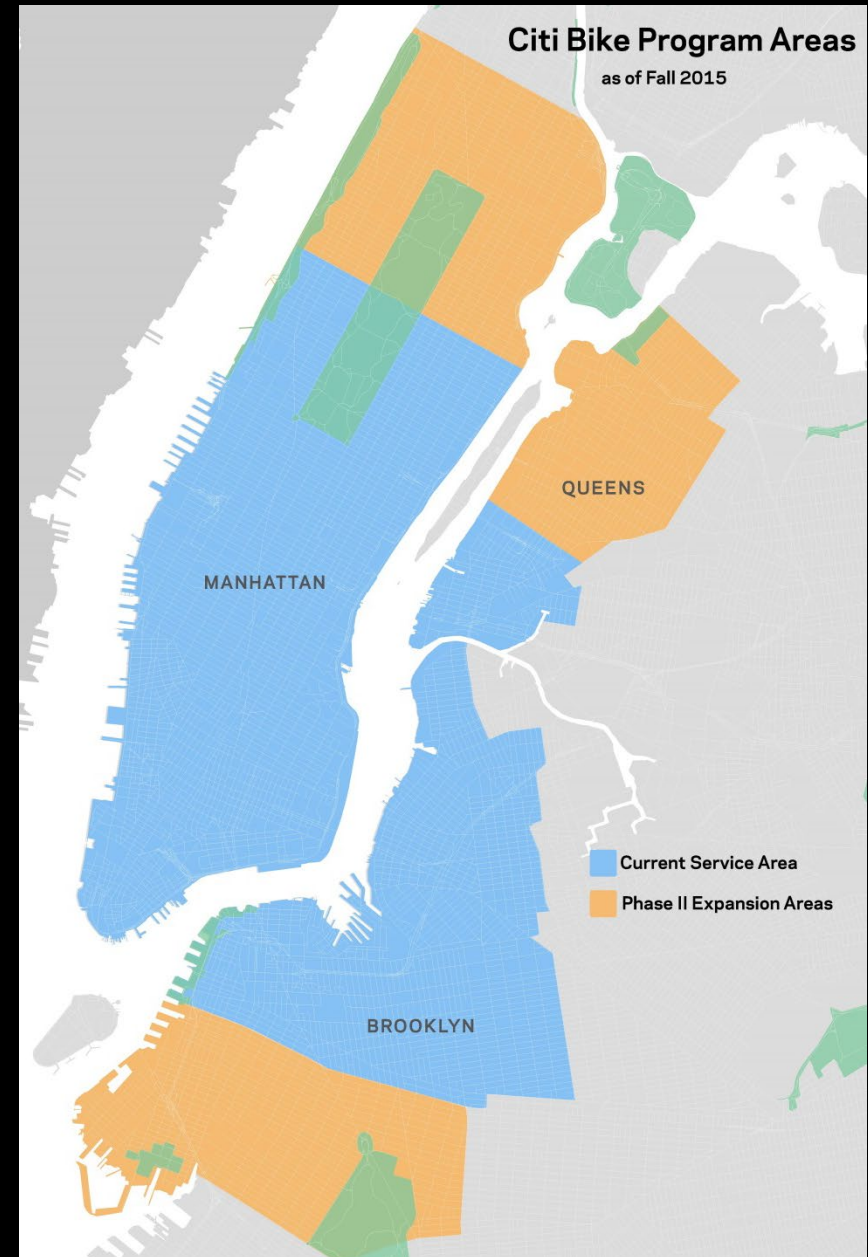 Citi Bike Program Areas
as of Fall 2015
QUEENS
MANHATTAN
Current Service Area
Phase II Expansion Areas
BROOKLYN